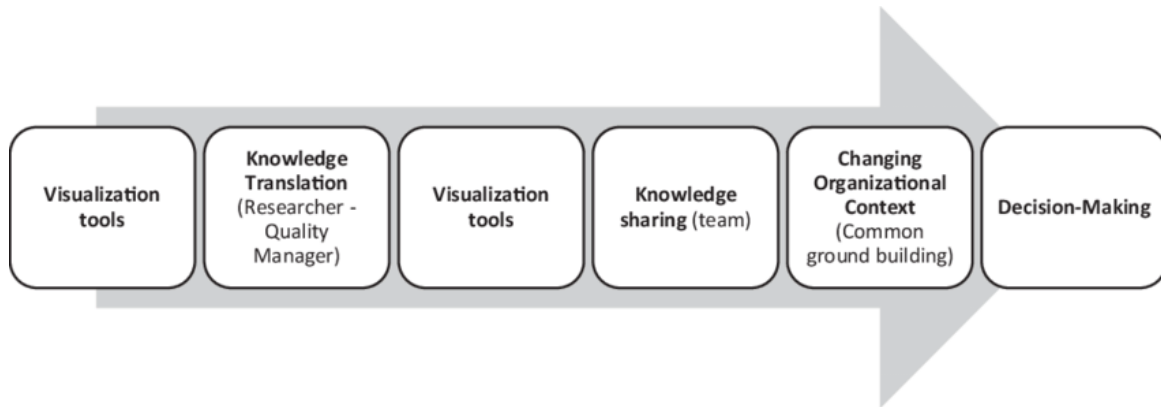 Visualization
tools
Knowledge
Translation
(Researcher -
Quality
Manager)
Visualization
tools
Knowledge
sharing (team)
Changing
Organizational
Context
(Common
ground building)
Decision-Making